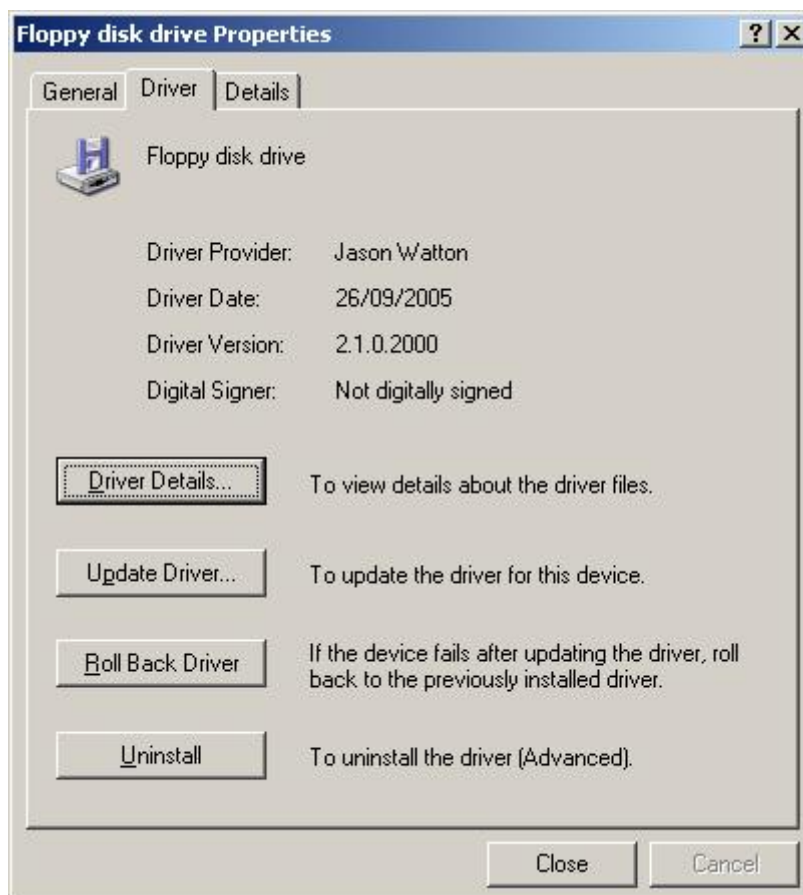 Floppy disk drive Properties
General Driver Details
Floppy disk drive
Driver Provider: Jason Watton
Driver Date: 26/09/2005
Driver Version: 2.1.0.2000
Digital Signer: Not digitally signed
Driver Details... To view details about the driver files.
Update Driver... To update the driver for this device.
Roll Back Driver If the device fails after updating the driver, roll
back to the previously installed driver.
Uninstall To uninstall the driver (Advanced).
Close Cancel